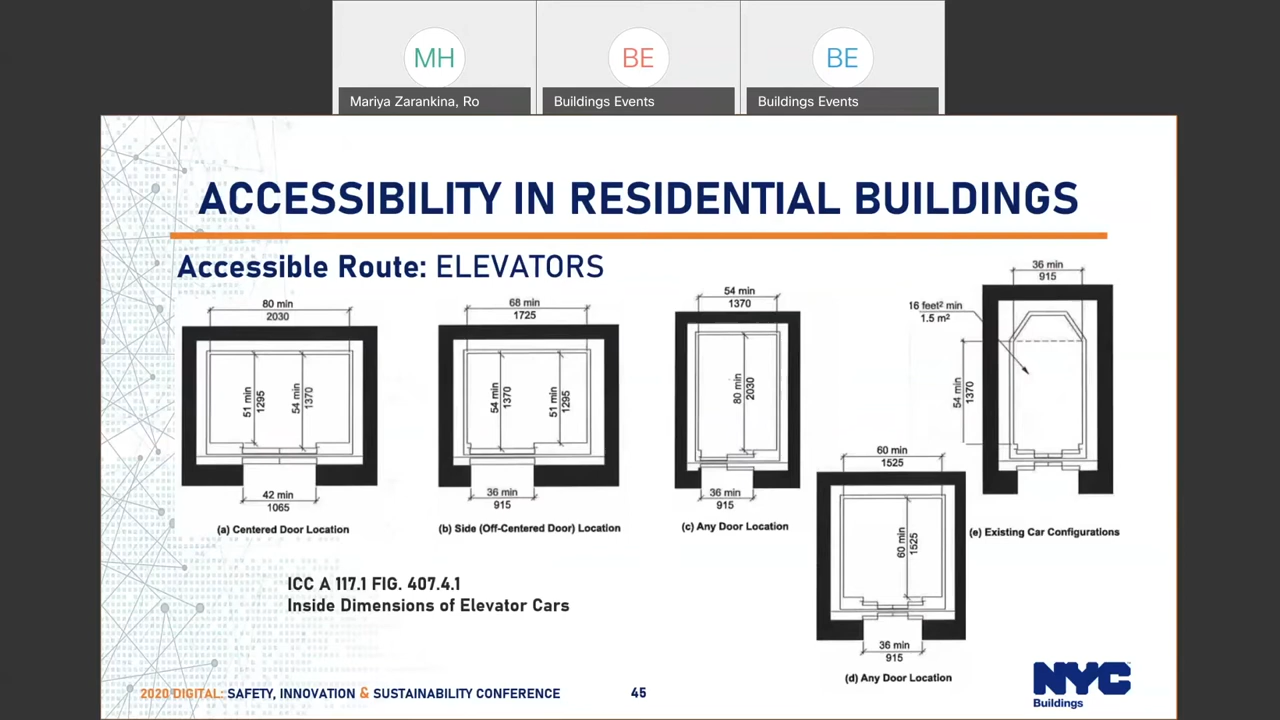 MH
BE
BE
Mariya Zarankina, Ro
Buildings Events
Buildings Events
ACCESSIBILITY IN RESIDENTIAL BUILDINGS
Accessible Route: ELEVATORS
80 min
2030
51 min
1295
54 min
1370
42 min
1065
(a) Centered Door Location
68 min
1725
54 min
1370
51 min
1295
36 min
915
(b) Side (Off-Centered Door) Location
54 min
1370
80 min
2030
36 min
915
(c) Any Door Location
60 min
1525
60 min
1525
36 min
915
(d) Any Door Location
36 min
915
16 feet² min
1.5 m²
54 min
1370
(e) Existing Car Configurations
ICC A 117.1 FIG. 407.4.1
Inside Dimensions of Elevator Cars
2020 DIGITAL: SAFETY, INNOVATION & SUSTAINABILITY CONFERENCE
45
NYC
Buildings